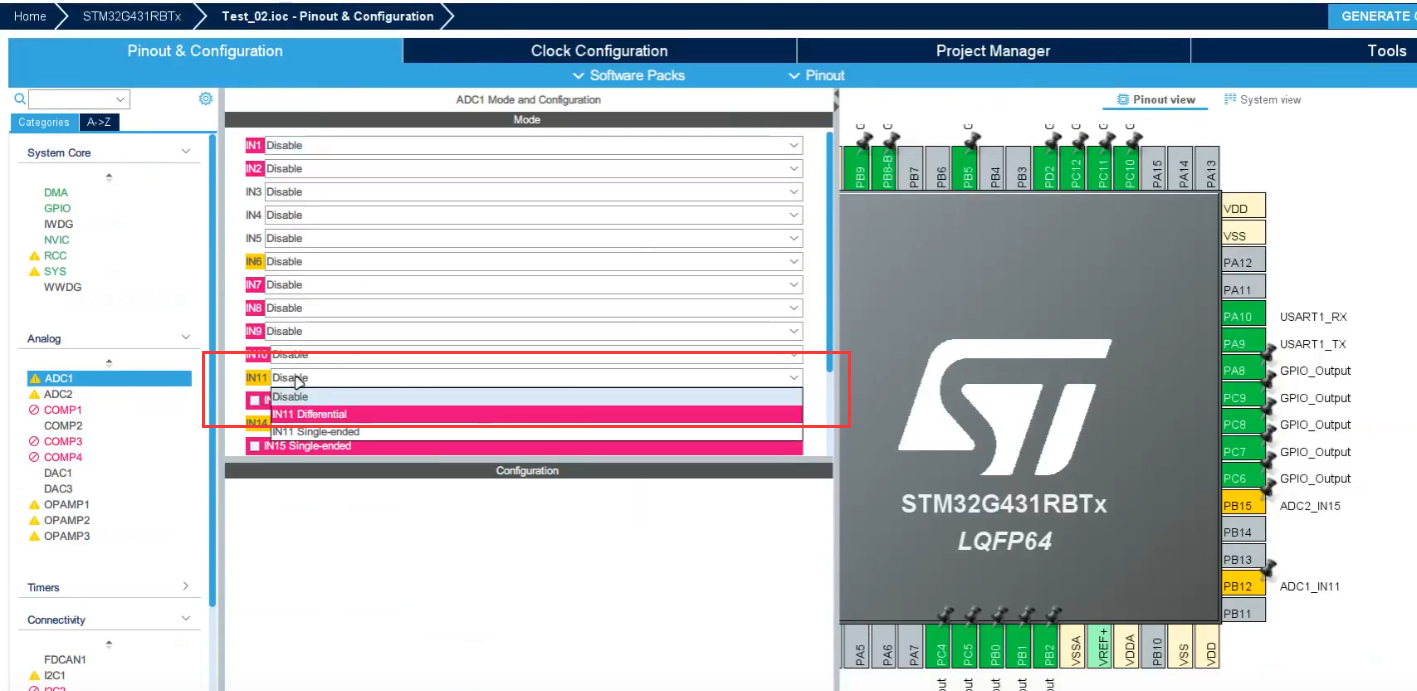 Home STM32G431RBTx Test_02.ioc - Pinout & Configuration GENERATE
Pinout & Configuration Clock Configuration Project Manager Tools
Software Packs Pinout
ADC1 Mode and Configuration
Pinout view System view
Categories A->Z
Mode
System Core
DMA
GPIO
IWDG
NVIC
RCC
SYS
WWDG
Analog
ADC1
ADC2
COMP1
COMP2
COMP3
COMP4
DAC1
DAC3
OPAMP1
OPAMP2
OPAMP3
Timers
Connectivity
FDCAN1
I2C1
IN1 Disable
IN2 Disable
IN3 Disable
IN4 Disable
IN5 Disable
IN6 Disable
IN7 Disable
IN8 Disable
IN9 Disable
IN10 Disable
IN11 Disable
Disable
IN11 Differential
IN14
IN11 Single-ended
IN15 Single-ended
Configuration
PB9 PB8-B PB7 PB6 PB5 PB4 PB3 PD2 PC12 PC11 PC10 PA15 PA14 PA13
VDD
VSS
PA12
PA11
PA10 USART1_RX
PA9 USART1_TX
PA8 GPIO_Output
PC9 GPIO_Output
PC8 GPIO_Output
PC7 GPIO_Output
PC6 GPIO_Output
PB15 ADC2_IN15
PB14
PB13
PB12 ADC1_IN11
PB11
STM32G431RBTx
LQFP64
PA5 PA6 PA7 PC4 PC5 PB0 PB1 PB2 VSSA VREF+ VDDA PB10 VSS VDD